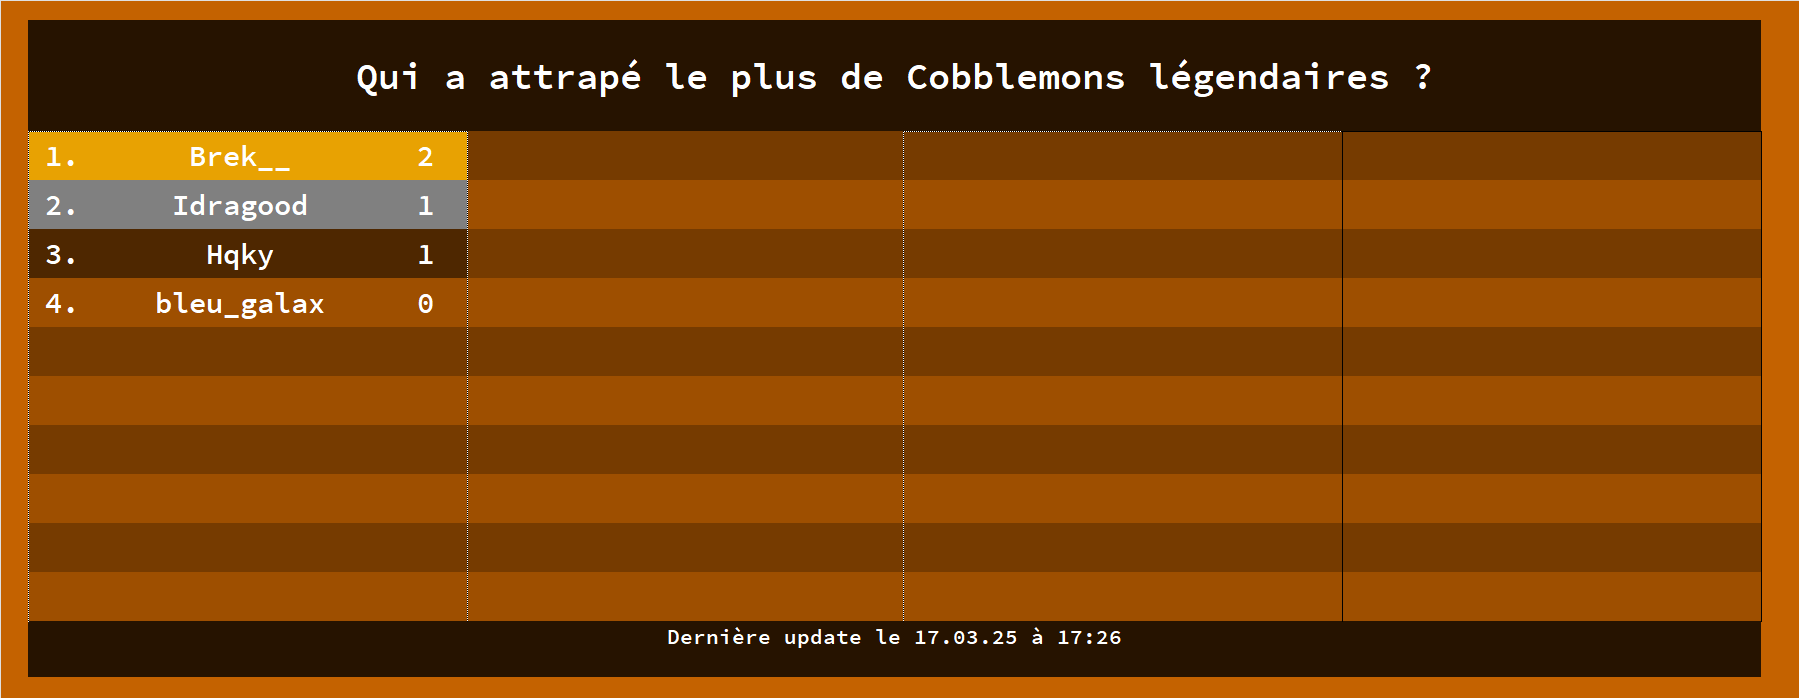 Qui a attrapé le plus de Cobblemons légendaires ?
1. Brek__ 2
2. Idragood 1
3. Hqky 1
4. bleu_galax 0
Dernière update le 17.03.25 à 17:26